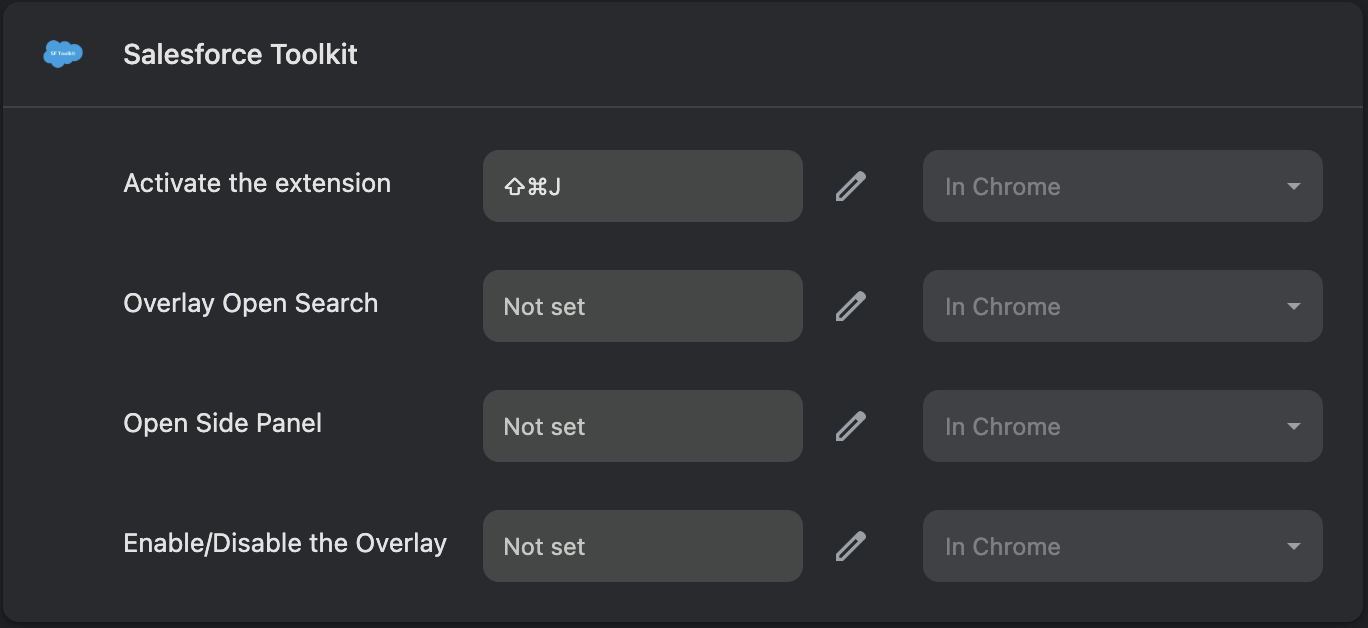 SF Toolkit
Salesforce Toolkit
Activate the extension
⇧⌘J
In Chrome
Overlay Open Search
Not set
In Chrome
Open Side Panel
Not set
In Chrome
Enable/Disable the Overlay
Not set
In Chrome